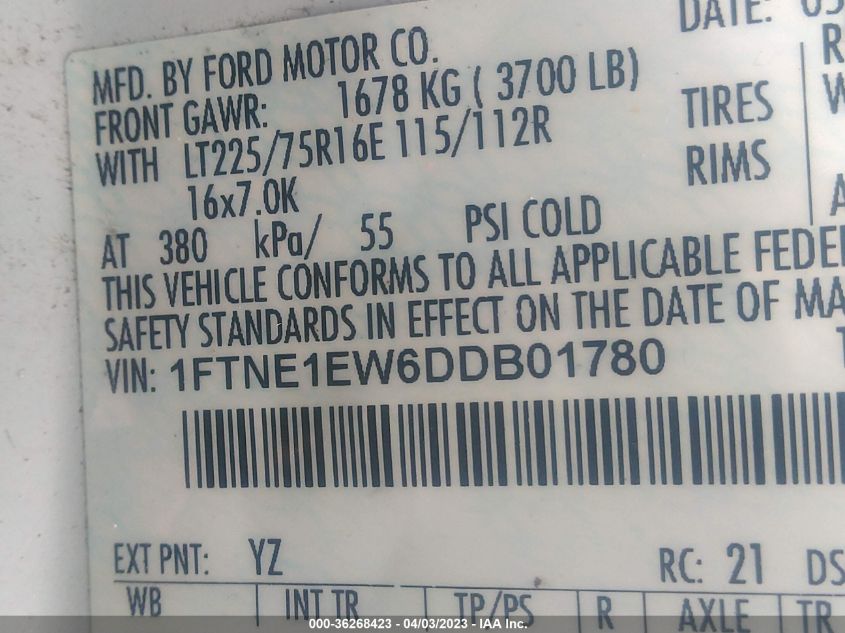 DATE:
MFD. BY FORD MOTOR CO.
FRONT GAWR: 1678 KG ( 3700 LB)
WITH LT225/75R16E 115/112R TIRES
16x7.0K RIMS
AT 380 kPa/ 55 PSI COLD
THIS VEHICLE CONFORMS TO ALL APPLICABLE FEDE
SAFETY STANDARDS IN EFFECT ON THE DATE OF MA
VIN: 1FTNE1EW6DDB01780
EXT PNT: YZ RC: 21 DS
WB INT TR TP/PS R AXLE TR
000-36268423 - 04/03/2023 - IAA Inc.